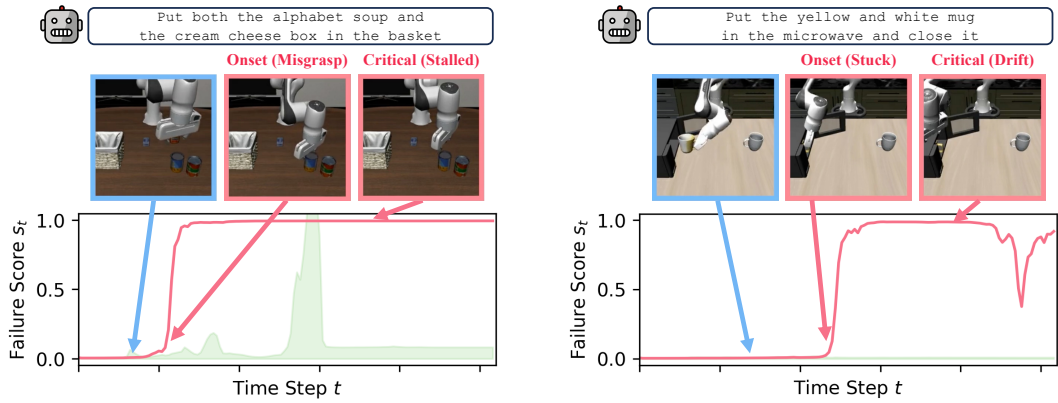 Put both the alphabet soup and
the cream cheese box in the basket
Onset (Misgrasp)
Critical (Stalled)
Failure Score s_t
1.0
0.5
0.0
Time Step t
Put the yellow and white mug
in the microwave and close it
Onset (Stuck)
Critical (Drift)
Failure Score s_t
1.0
0.5
0.0
Time Step t